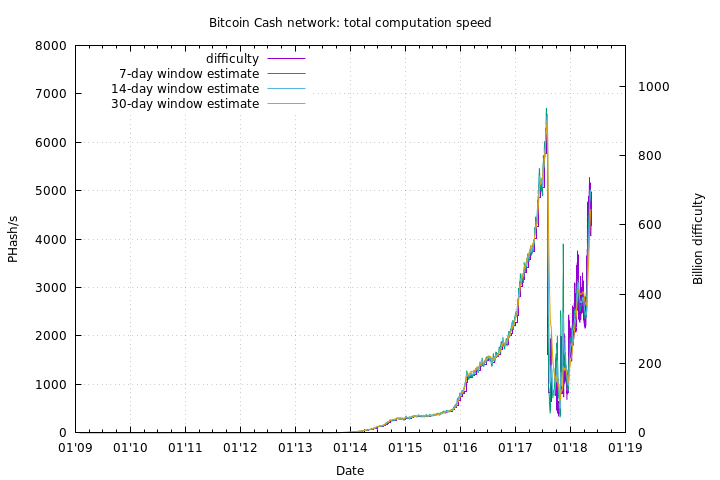 Bitcoin Cash network: total computation speed
difficulty
7-day window estimate
14-day window estimate
30-day window estimate
8000
7000
6000
5000
4000
3000
2000
1000
0
PHash/s
1000
800
600
400
200
0
Billion difficulty
01'09 01'10 01'11 01'12 01'13 01'14 01'15 01'16 01'17 01'18 01'19
Date